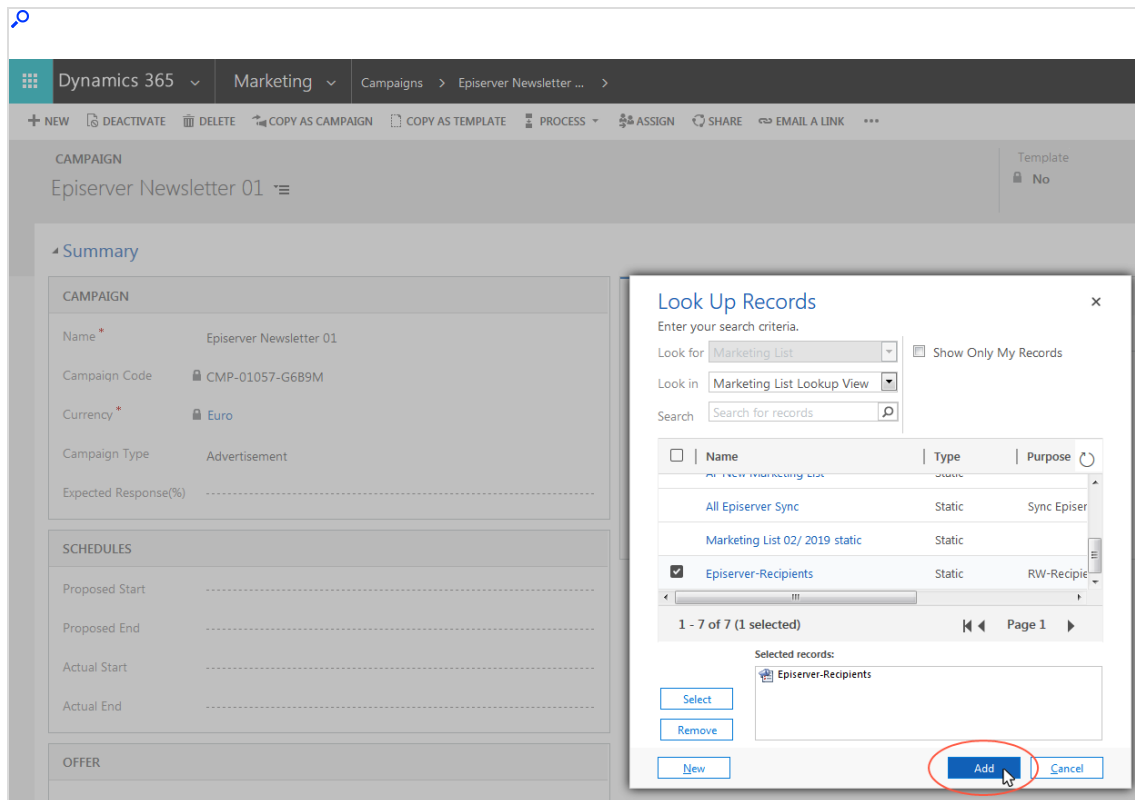 Dynamics 365 Marketing Campaigns > Episerver Newsletter ... >
NEW DEACTIVATE DELETE COPY AS CAMPAIGN COPY AS TEMPLATE PROCESS ASSIGN SHARE EMAIL A LINK •••
CAMPAIGN
Episerver Newsletter 01
Template
No
Summary
CAMPAIGN
Name * Episerver Newsletter 01
Campaign Code CMP-01057-G6B9M
Currency * Euro
Campaign Type Advertisement
Expected Response(%)
SCHEDULES
Proposed Start
Proposed End
Actual Start
Actual End
OFFER
Look Up Records
Enter your search criteria.
Look for Marketing List Show Only My Records
Look in Marketing List Lookup View
Search Search for records
Name Type Purpose
AP New Marketing List Static
All Episerver Sync Static Sync Episer
Marketing List 02/ 2019 static Static
Episerver-Recipients Static RW-Recipie
1 - 7 of 7 (1 selected) Page 1
Selected records:
Episerver-Recipients
Select
Remove
New Add Cancel